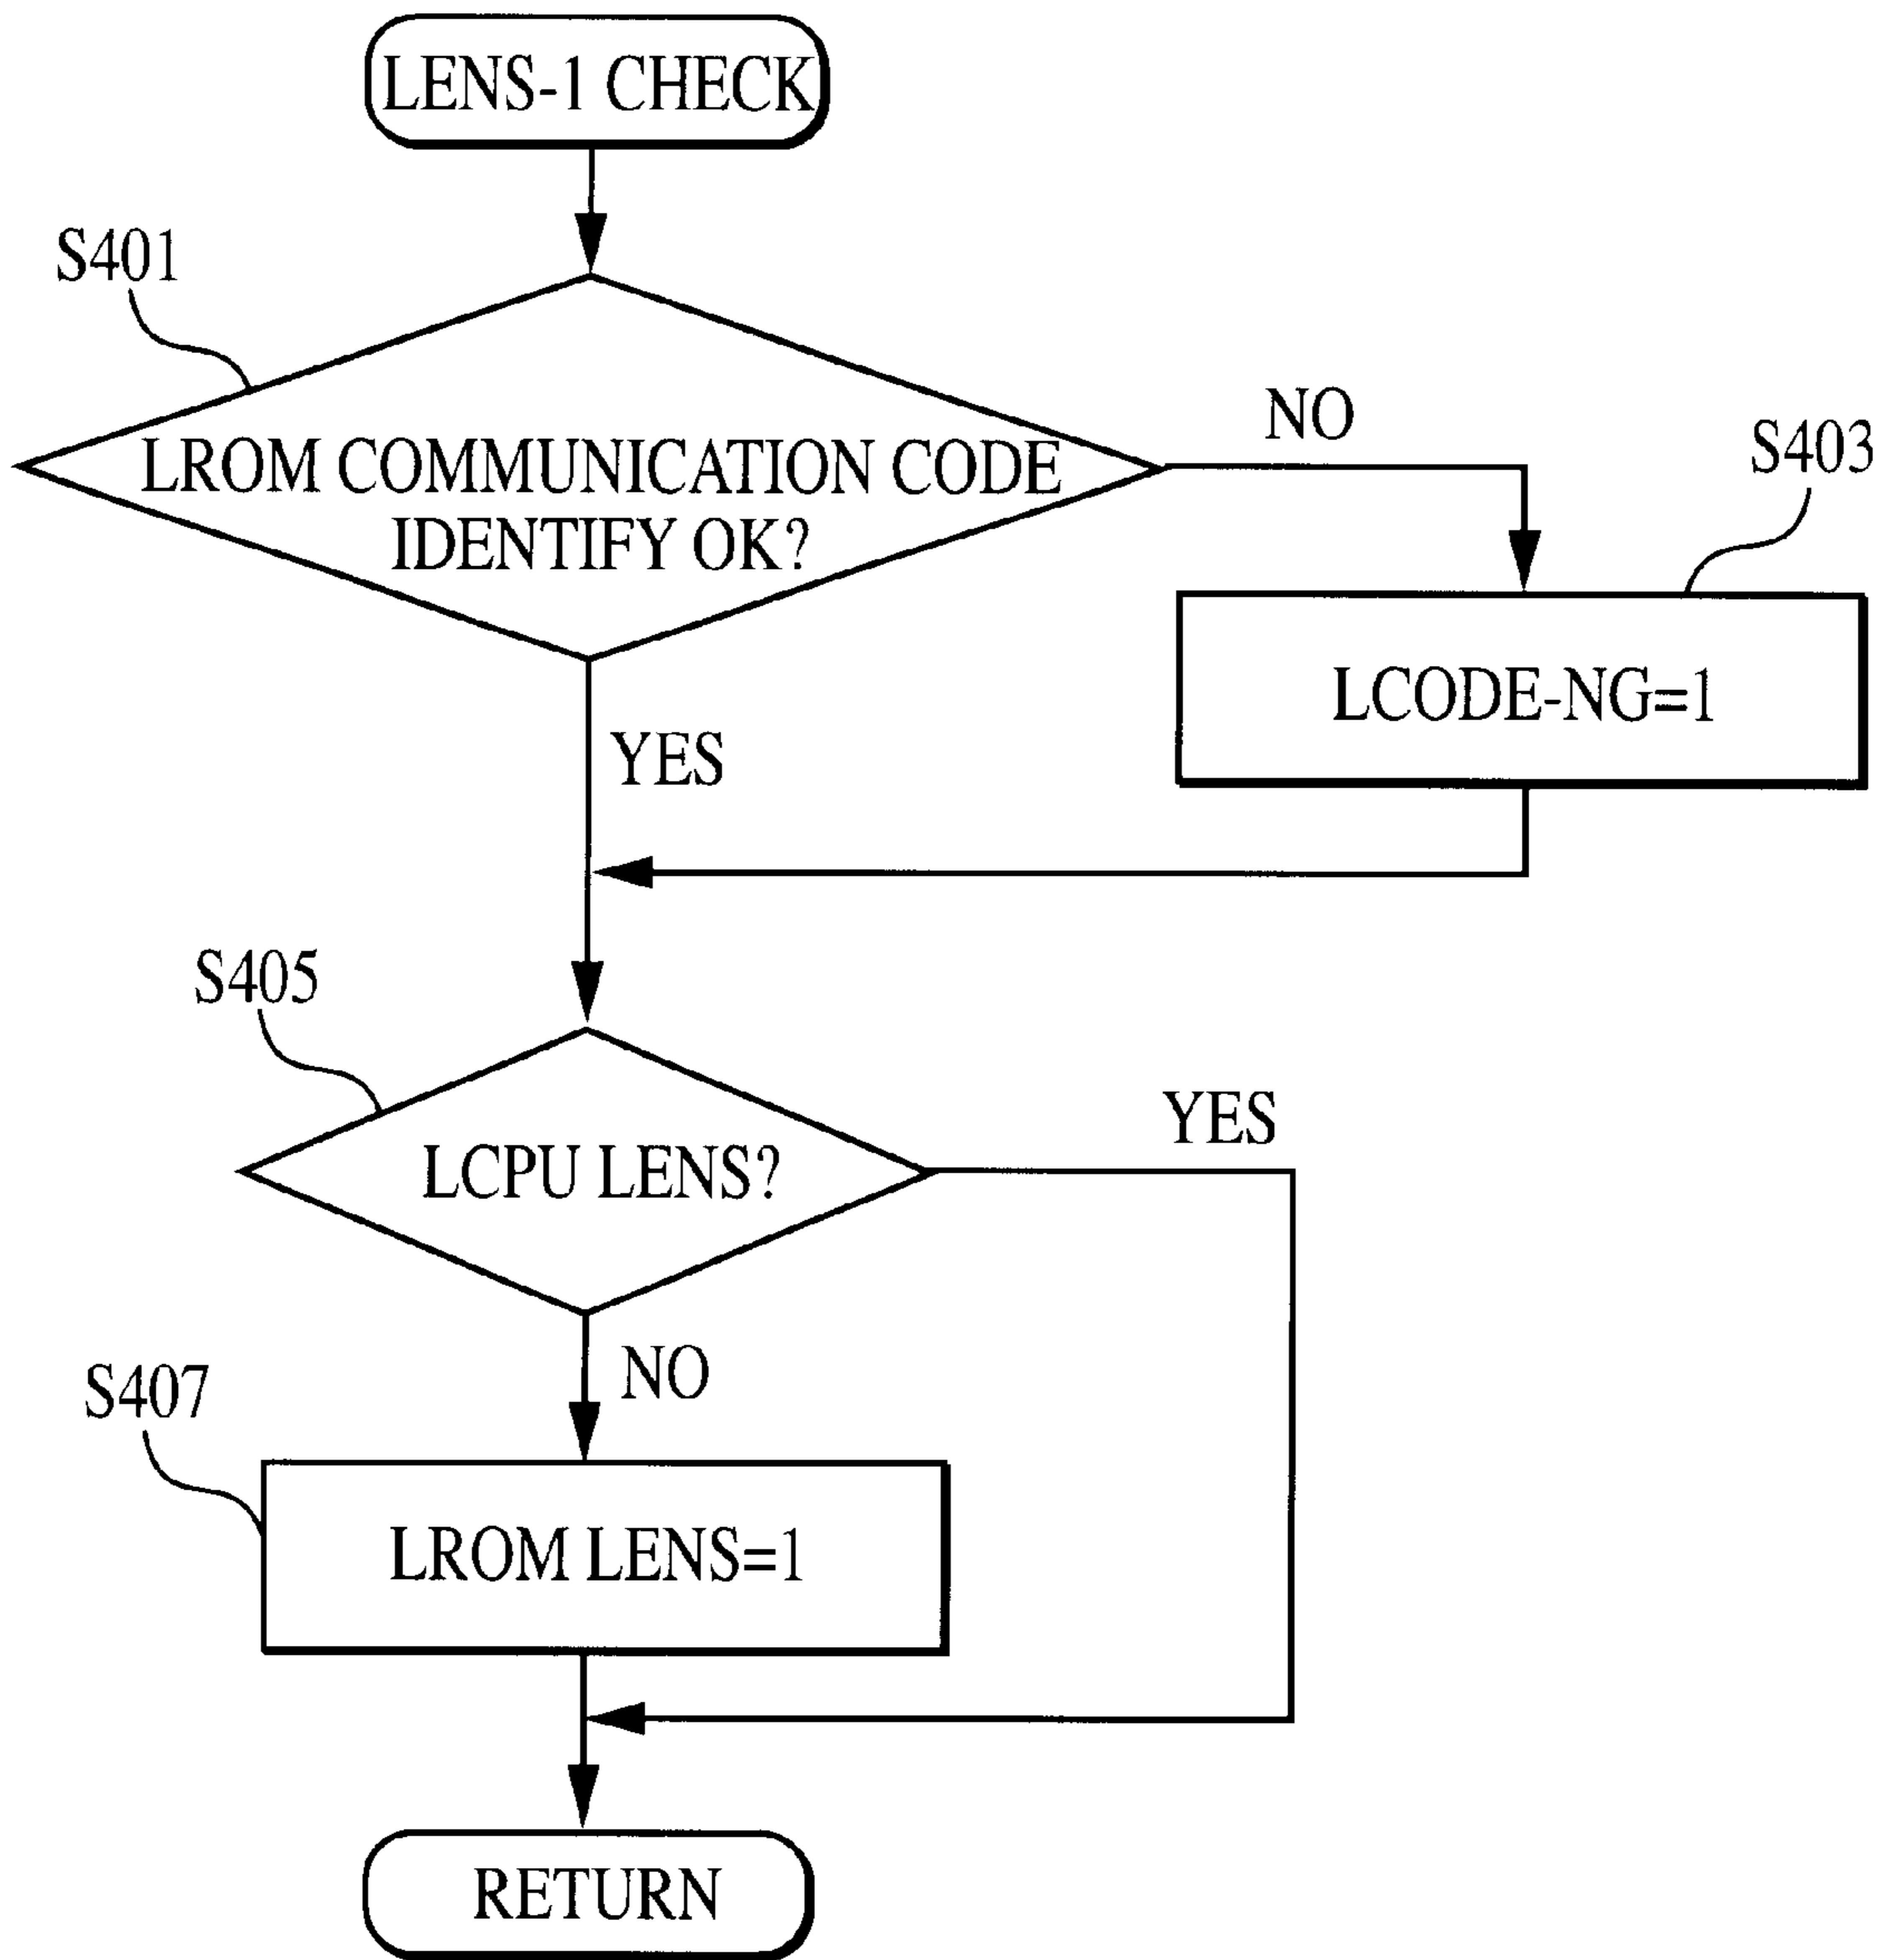 LENS-1 CHECK
S401
LROM COMMUNICATION CODE
IDENTIFY OK?
NO
S403
LCODE-NG=1
YES
S405
LCPU LENS?
YES
NO
S407
LROM LENS=1
RETURN